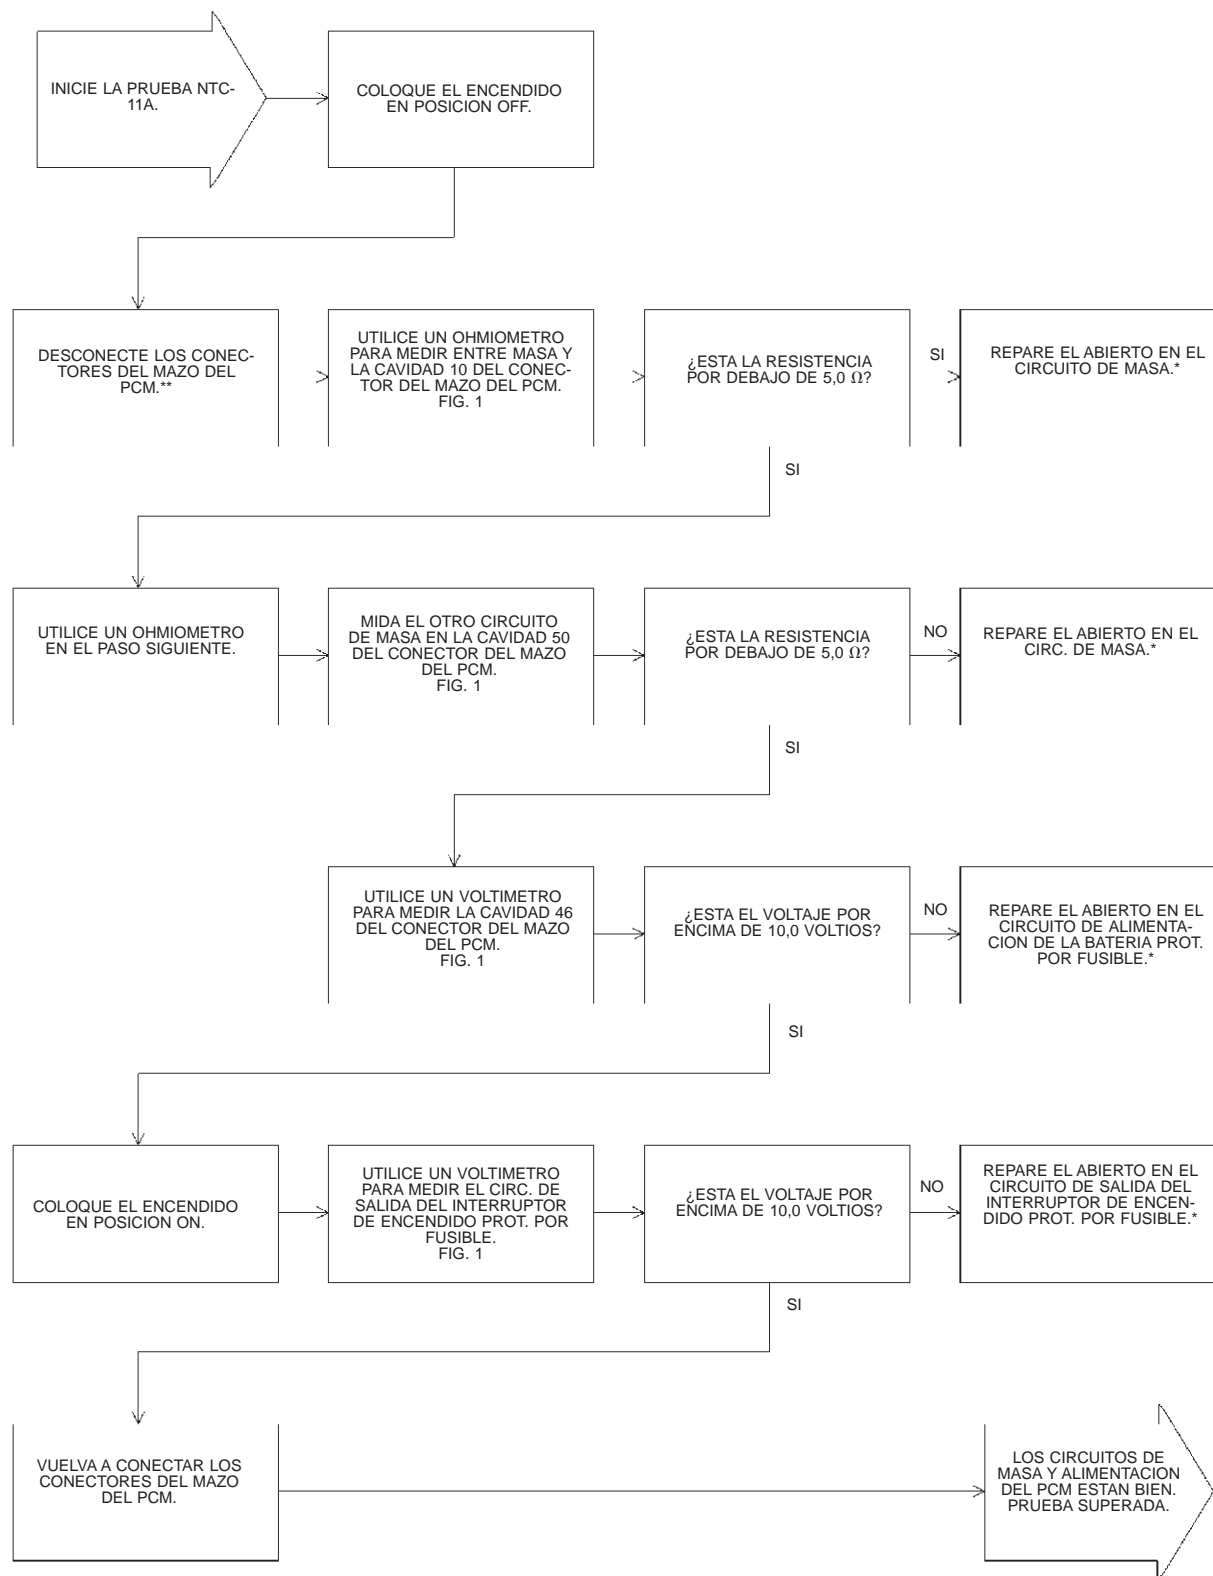 INICIE LA PRUEBA NTC-
11A.
COLOQUE EL ENCENDIDO
EN POSICION OFF.
DESCONECTE LOS CONEC-
TORES DEL MAZO DEL
PCM.**
UTILICE UN OHMIOMETRO
PARA MEDIR ENTRE MASA Y
LA CAVIDAD 10 DEL CONEC-
TOR DEL MAZO DEL PCM.
FIG. 1
¿ESTA LA RESISTENCIA
POR DEBAJO DE 5,0 Ω?
SI
REPARE EL ABIERTO EN EL
CIRCUITO DE MASA.*
SI
UTILICE UN OHMIOMETRO
EN EL PASO SIGUIENTE.
MIDA EL OTRO CIRCUITO
DE MASA EN LA CAVIDAD 50
DEL CONECTOR DEL MAZO
DEL PCM.
FIG. 1
¿ESTA LA RESISTENCIA
POR DEBAJO DE 5,0 Ω?
NO
REPARE EL ABIERTO EN EL
CIRC. DE MASA.*
SI
UTILICE UN VOLTIMETRO
PARA MEDIR LA CAVIDAD 46
DEL CONECTOR DEL MAZO
DEL PCM.
FIG. 1
¿ESTA EL VOLTAJE POR
ENCIMA DE 10,0 VOLTIOS?
NO
REPARE EL ABIERTO EN EL
CIRCUITO DE ALIMENTA-
CION DE LA BATERIA PROT.
POR FUSIBLE.*
SI
COLOQUE EL ENCENDIDO
EN POSICION ON.
UTILICE UN VOLTIMETRO
PARA MEDIR EL CIRC. DE
SALIDA DEL INTERRUPTOR
DE ENCENDIDO PROT. POR
FUSIBLE.
FIG. 1
¿ESTA EL VOLTAJE POR
ENCIMA DE 10,0 VOLTIOS?
NO
REPARE EL ABIERTO EN EL
CIRCUITO DE SALIDA DEL
INTERRUPTOR DE ENCEN-
DIDO PROT. POR FUSIBLE.*
SI
VUELVA A CONECTAR LOS
CONECTORES DEL MAZO
DEL PCM.
LOS CIRCUITOS DE
MASA Y ALIMENTACION
DEL PCM ESTAN BIEN.
PRUEBA SUPERADA.